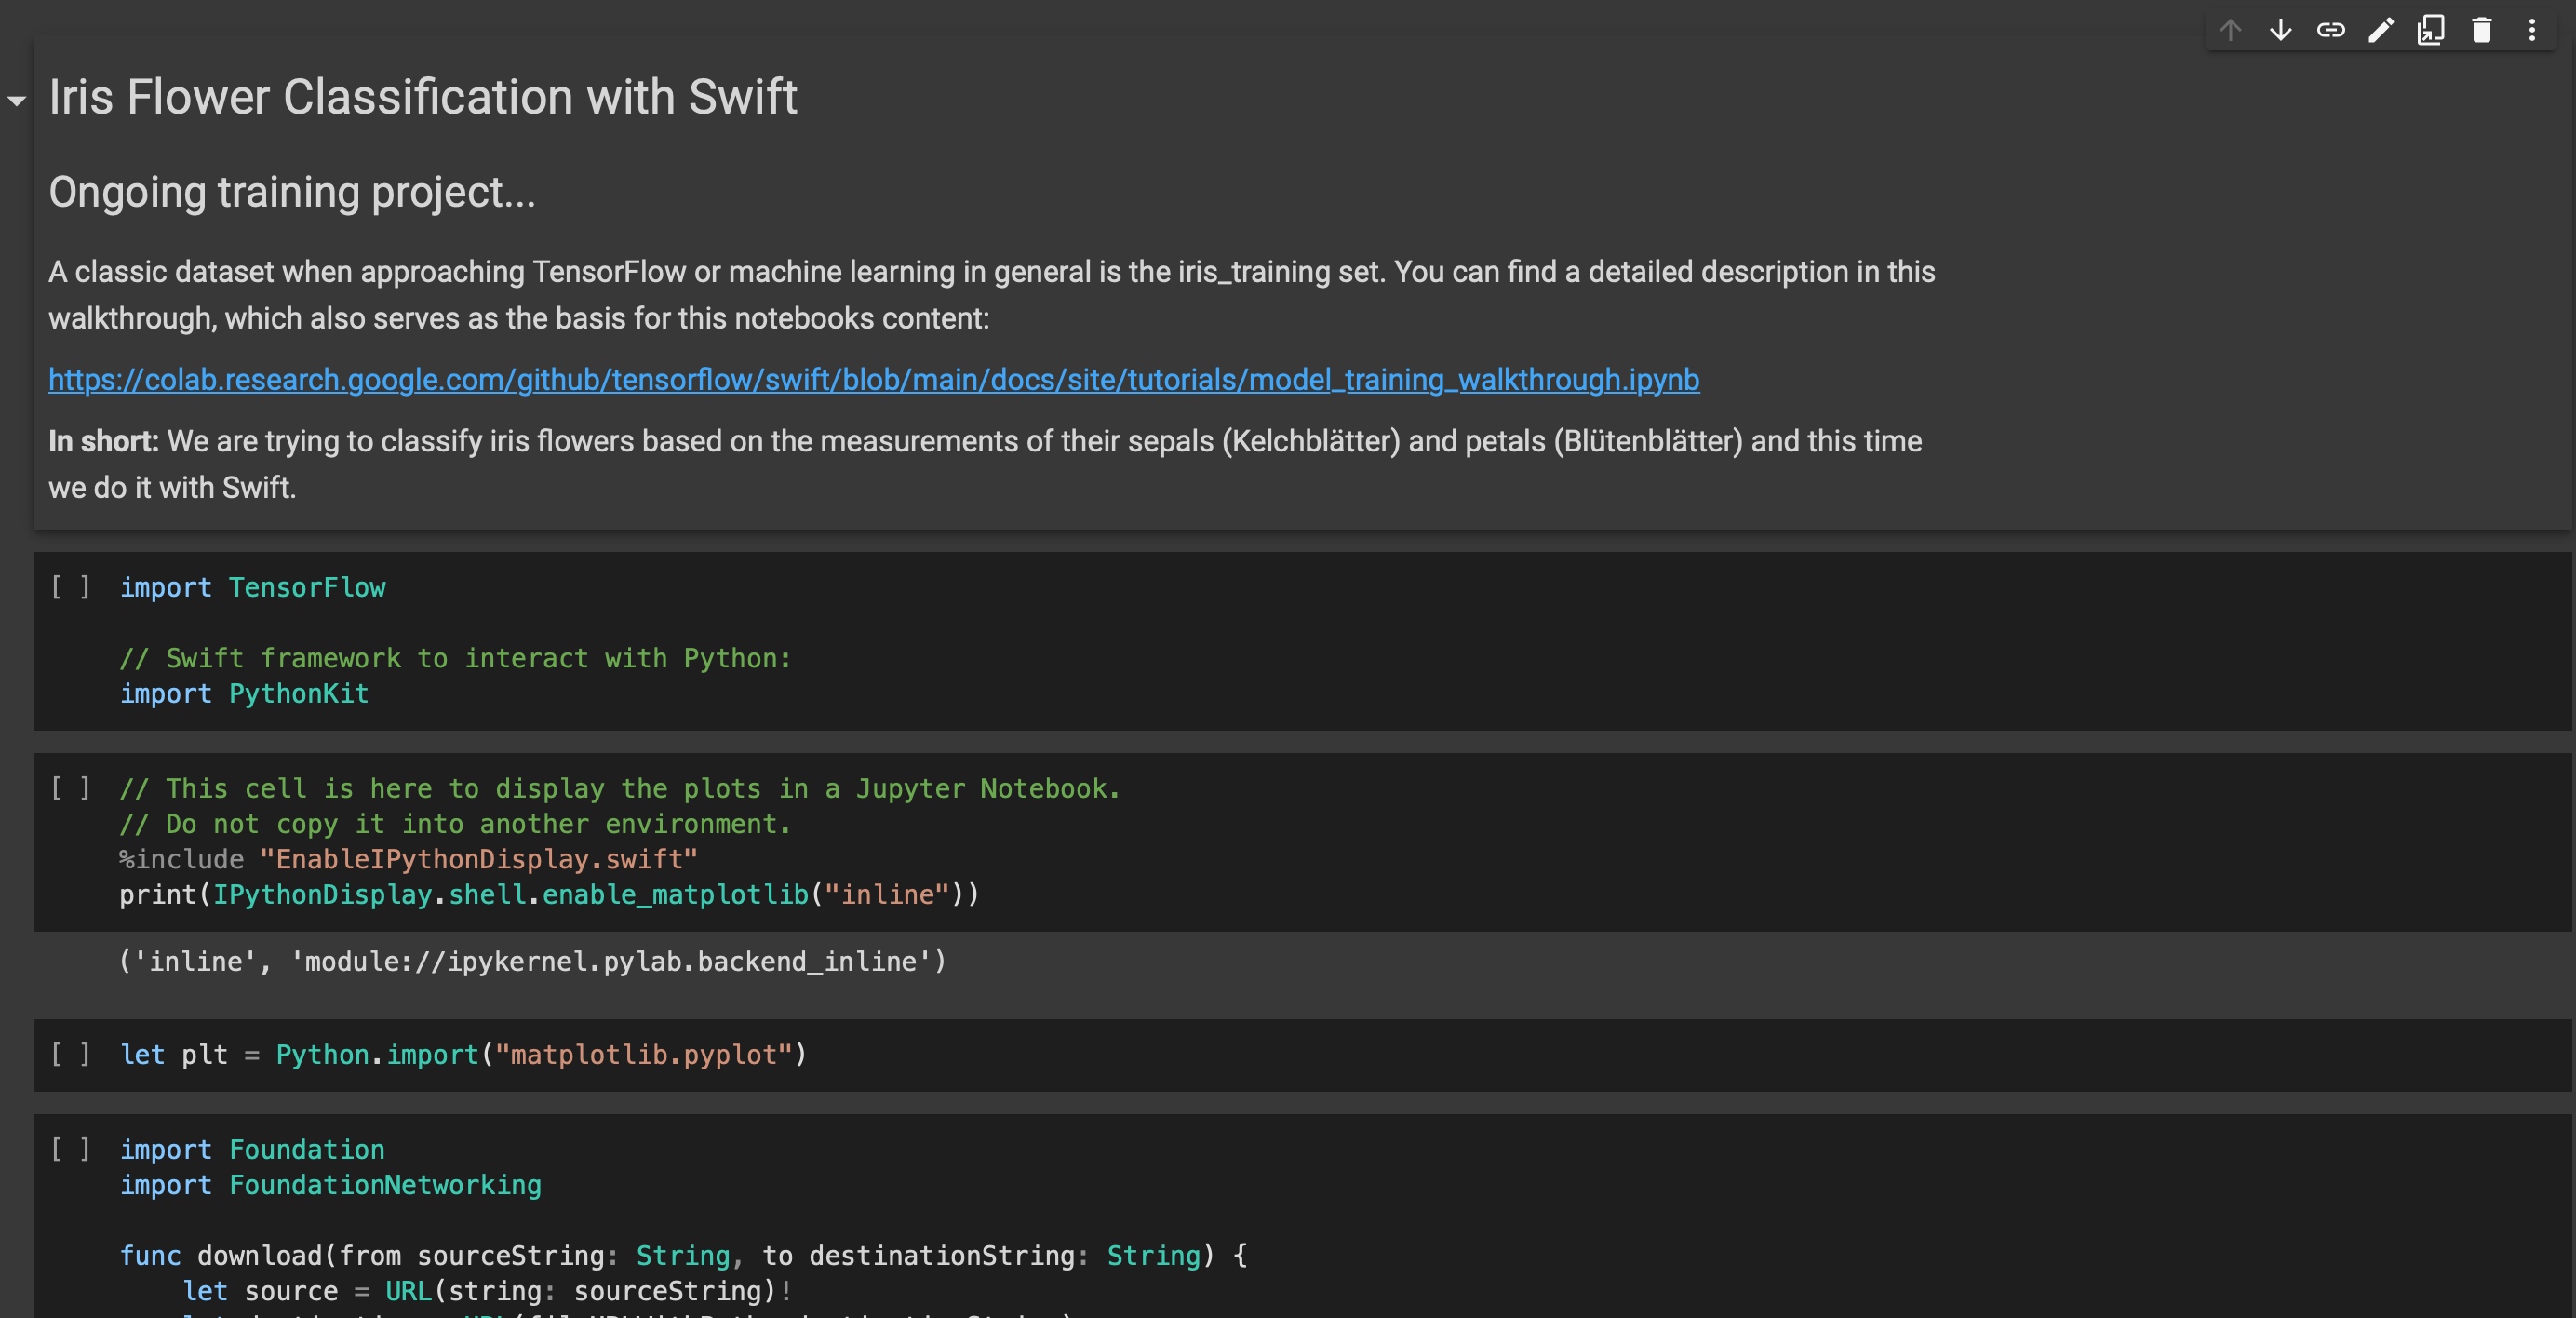 Iris Flower Classification with Swift
Ongoing training project...
A classic dataset when approaching TensorFlow or machine learning in general is the iris_training set. You can find a detailed description in this
walkthrough, which also serves as the basis for this notebooks content:
https://colab.research.google.com/github/tensorflow/swift/blob/main/docs/site/tutorials/model_training_walkthrough.ipynb
In short: We are trying to classify iris flowers based on the measurements of their sepals (Kelchblätter) and petals (Blütenblätter) and this time
we do it with Swift.
[ ] import TensorFlow
// Swift framework to interact with Python:
import PythonKit
[ ] // This cell is here to display the plots in a Jupyter Notebook.
// Do not copy it into another environment.
%include "EnableIPythonDisplay.swift"
print(IPythonDisplay.shell.enable_matplotlib("inline"))
('inline', 'module://ipykernel.pylab.backend_inline')
[ ] let plt = Python.import("matplotlib.pyplot")
[ ] import Foundation
import FoundationNetworking
func download(from sourceString: String, to destinationString: String) {
let source = URL(string: sourceString)!